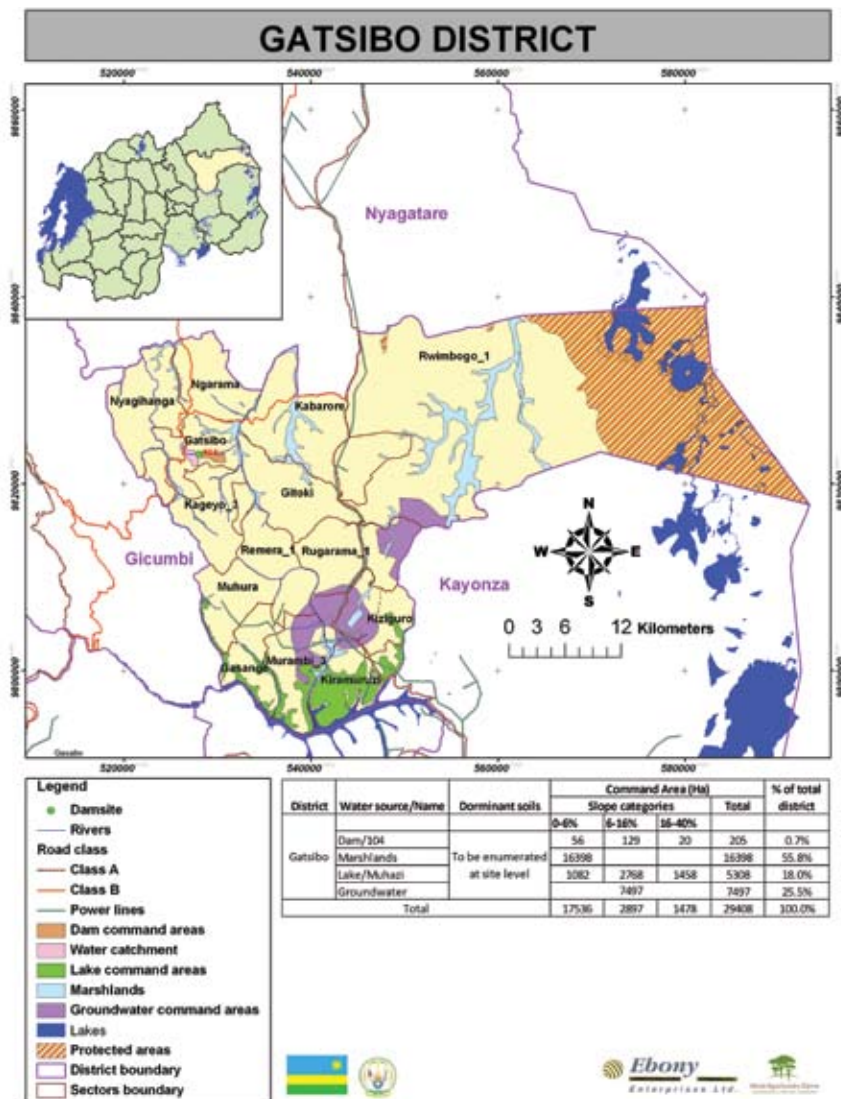 GATSIBO DISTRICT
520000 540000 560000 580000
Nyagatare
Rwimbogo_1
Ngarama
Nyagihanga
Kabarore
Gatsibo
Gitoki
Kageyo_3
Gicumbi
Remera_1
Rugarama_1
Muhura
Kayonza
Kiziguro
Murambi_3
Gasange
Kiramuruzi
N
W E
S
0 3 6 12 Kilometers
Gasabo
520000 540000 560000 580000
Legend
Damsite
Rivers
Road class
Class A
Class B
Power lines
Dam command areas
Water catchment
Lake command areas
Marshlands
Groundwater command areas
Lakes
Protected areas
District boundary
Sectors boundary
District Water source/Name Dorminant soils Command Area (Ha) % of total district
Slope categories Total
0-6% 6-16% 16-40%
Gatsibo Dam/104 To be enumerated at site level 56 129 20 205 0.7%
Marshlands 16398 16398 55.8%
Lake/Muhazi 1082 2768 1458 5308 18.0%
Groundwater 7497 7497 25.5%
Total 17536 2897 1478 29408 100.0%
Ebony
Enterprises Ltd.